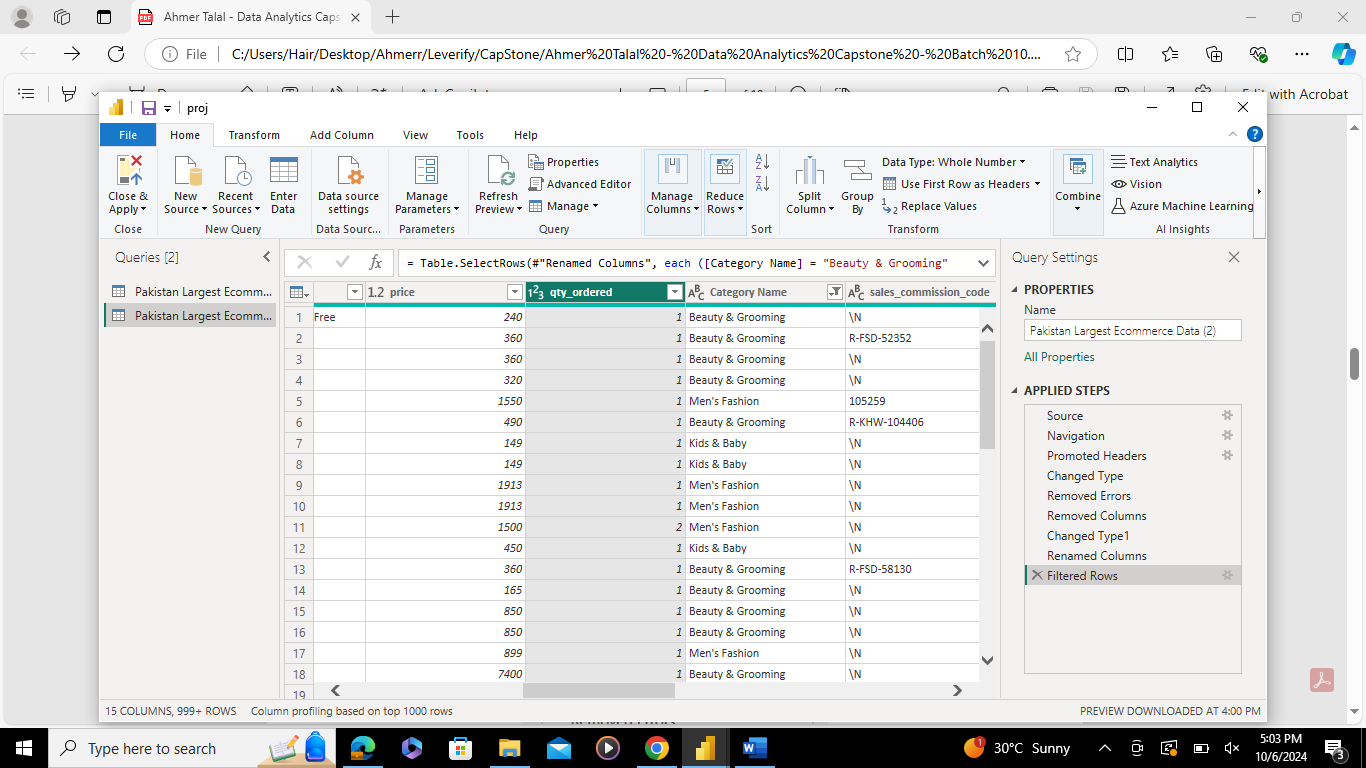 Ahmer Talal - Data Analytics Caps
File
C:/Users/Hair/Desktop/Ahmerr/Leverify/CapStone/Ahmer%20Talal%20-%20Data%20Analytics%20Capstone%20-%20Batch%2010....
Edit with Acrobat
proj
File Home Transform Add Column View Tools Help
Close & Apply
Close
New Source
Recent Sources
Enter Data
New Query
Data source settings
Data Sourc...
Manage Parameters
Parameters
Refresh Preview
Properties
Advanced Editor
Manage
Query
Manage Columns
Reduce Rows
Sort
Split Column
Group By
Data Type: Whole Number
Use First Row as Headers
Replace Values
Transform
Combine
Text Analytics
Vision
Azure Machine Learning
AI Insights
Queries [2]
Pakistan Largest Ecomm...
Pakistan Largest Ecomm...
= Table.SelectRows(#"Renamed Columns", each ([Category Name] = "Beauty & Grooming"
1.2 price 123 qty_ordered ABC Category Name ABC sales_commission_code
1 Free 240 1 Beauty & Grooming \N
2 360 1 Beauty & Grooming R-FSD-52352
3 360 1 Beauty & Grooming \N
4 320 1 Beauty & Grooming \N
5 1550 1 Men's Fashion 105259
6 490 1 Beauty & Grooming R-KHW-104406
7 149 1 Kids & Baby \N
8 149 1 Kids & Baby \N
9 1913 1 Men's Fashion \N
10 1913 1 Men's Fashion \N
11 1500 2 Men's Fashion \N
12 450 1 Kids & Baby \N
13 360 1 Beauty & Grooming R-FSD-58130
14 165 1 Beauty & Grooming \N
15 850 1 Beauty & Grooming \N
16 850 1 Beauty & Grooming \N
17 899 1 Men's Fashion \N
18 7400 1 Beauty & Grooming \N
19
Query Settings
PROPERTIES
Name
Pakistan Largest Ecommerce Data (2)
All Properties
APPLIED STEPS
Source
Navigation
Promoted Headers
Changed Type
Removed Errors
Removed Columns
Changed Type1
Renamed Columns
Filtered Rows
15 COLUMNS, 999+ ROWS Column profiling based on top 1000 rows
PREVIEW DOWNLOADED AT 4:00 PM
Type here to search
30°C Sunny
5:03 PM
10/6/2024
3